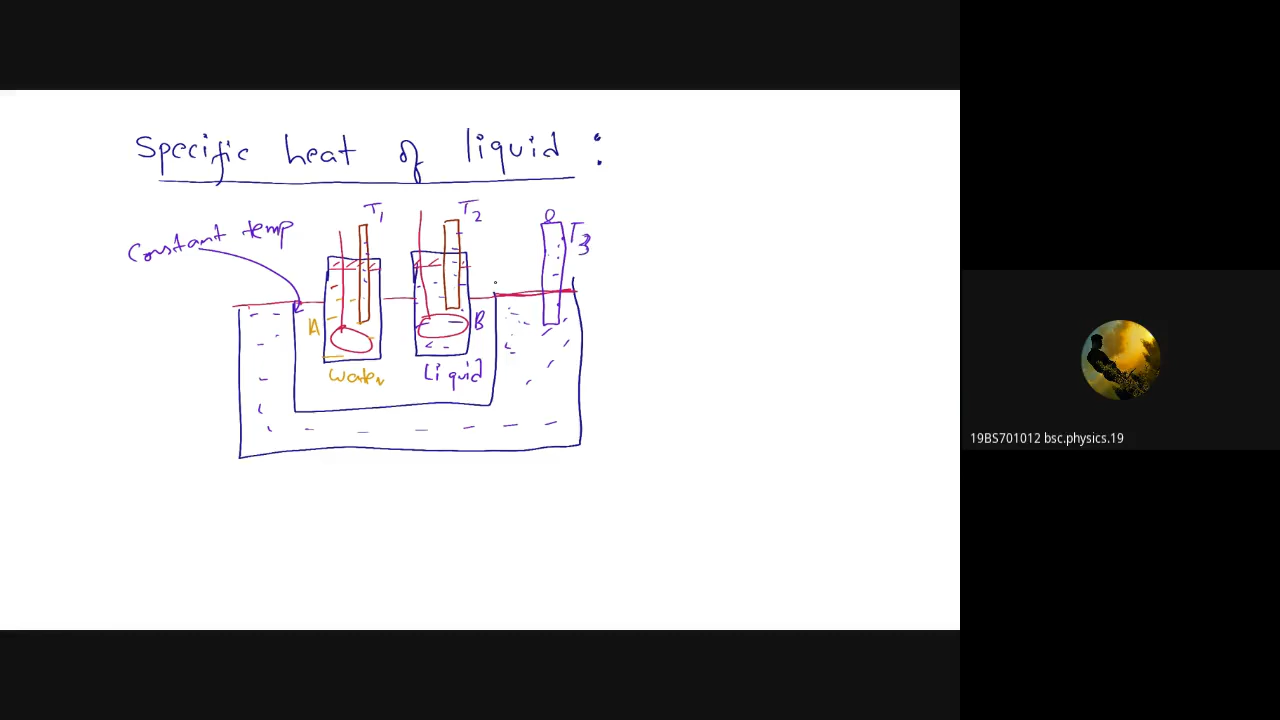 Specific heat of liquid :
Constant temp
T1
T2
T3
A
B
Water
Liquid
19BS701012 bsc.physics.19